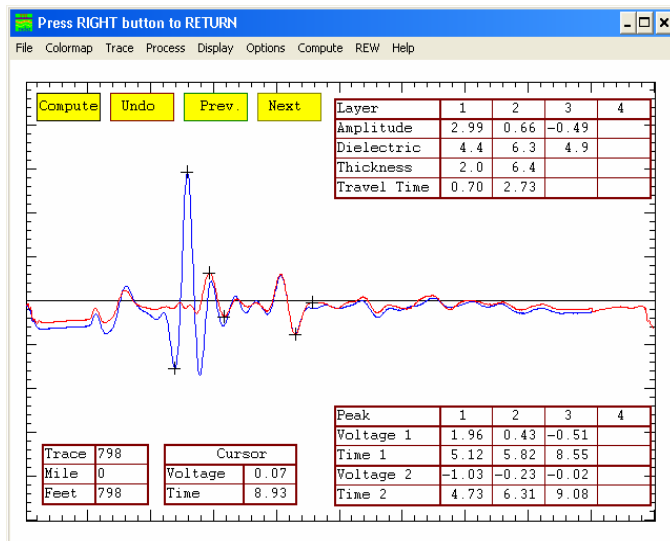 Press RIGHT button to RETURN
File Colormap Trace Process Display Options Compute REW Help
Compute Undo Prev. Next
Layer 1 2 3 4
Amplitude 2.99 0.66 -0.49
Dielectric 4.4 6.3 4.9
Thickness 2.0 6.4
Travel Time 0.70 2.73
Peak 1 2 3 4
Voltage 1 1.96 0.43 -0.51
Time 1 5.12 5.82 8.55
Voltage 2 -1.03 -0.23 -0.02
Time 2 4.73 6.31 9.08
Trace 798
Mile 0
Feet 798
Cursor
Voltage 0.07
Time 8.93